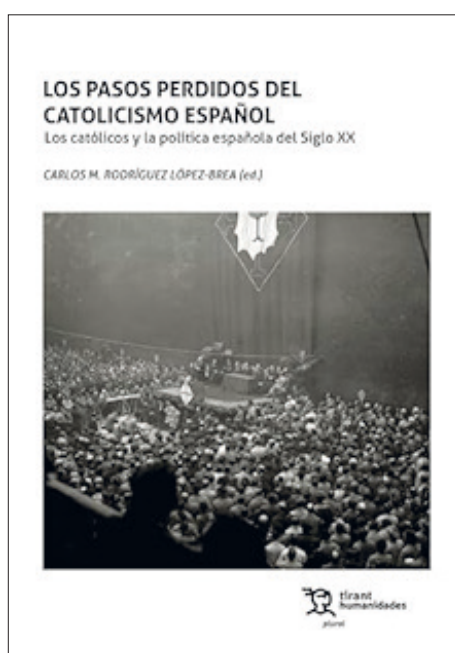 LOS PASOS PERDIDOS DEL
CATOLICISMO ESPAÑOL
Los católicos y la política española del Siglo XX
CARLOS M. RODRÍGUEZ LÓPEZ-BREA (ed.)
tirant
humanidades
plural